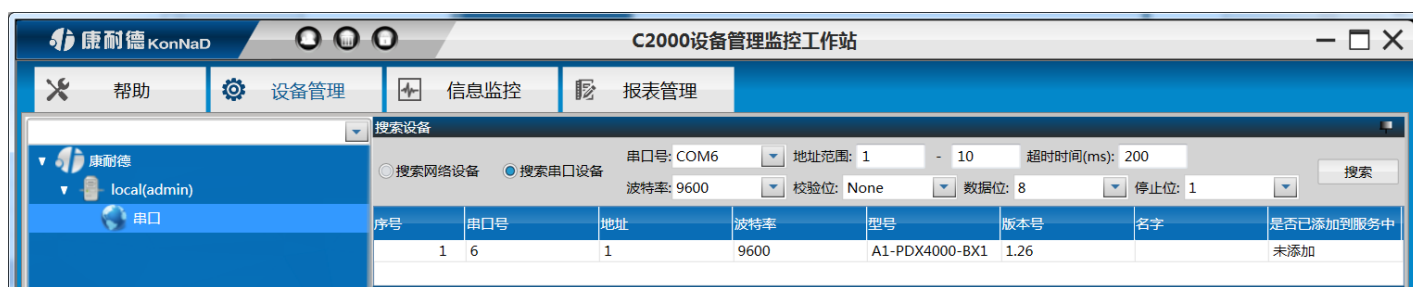 康耐德 KonNaD C2000设备管理监控工作站
帮助 设备管理 信息监控 报表管理
搜索设备
康耐德
local(admin)
串口
搜索网络设备 搜索串口设备
串口号: COM6 地址范围: 1 - 10 超时时间(ms): 200
波特率: 9600 校验位: None 数据位: 8 停止位: 1 搜索
序号 串口号 地址 波特率 型号 版本号 名字 是否已添加到服务中
1 6 1 9600 A1-PDX4000-BX1 1.26 未添加